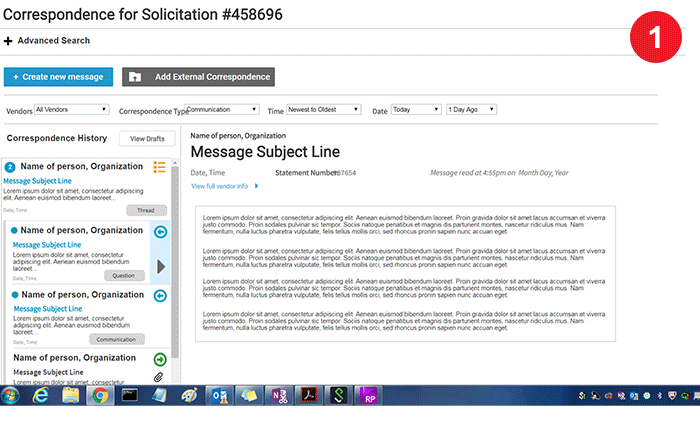 Correspondence for Solicitation #458696
1
Advanced Search
+ Create new message
Add External Correspondence
Vendors All Vendors
Correspondence Type Communication
Time Newest to Oldest
Date Today
1 Day Ago
Correspondence History
View Drafts
2 Name of person, Organization
Message Subject Line
Lorem ipsum dolor sit amet, consectetur adipiscing
elit. Aenean euismod bibendum laoreet...
Date, Time
Thread
Name of person, Organization
Message Subject Line
Lorem ipsum dolor sit amet, consectetur
adipiscing elit. Aenean euismod bibendum
laoreet...
Question
Date, Time
Name of person, Organization
Message Subject Line
Lorem ipsum dolor sit amet, consectetur
adipiscing elit. Aenean euismod bibendum
laoreet...
Date, Time
Communication
Name of person, Organization
Message Subject Line
Lorem ipsum dolor sit amet, consectetur
Name of person, Organization
Message Subject Line
Date, Time
Statement Number
87654
Message read at 4:55pm on Month Day, Year
View full vendor info
Lorem ipsum dolor sit amet, consectetur adipiscing elit. Aenean euismod bibendum laoreet. Proin gravida dolor sit amet lacus accumsan et viverra
justo commodo. Proin sodales pulvinar sic tempor. Sociis natoque penatibus et magnis dis parturient montes, nascetur ridiculus mus. Nam
fermentum, nulla luctus pharetra vulputate, felis tellus mollis orci, sed rhoncus pronin sapien nunc accuan eget.
Lorem ipsum dolor sit amet, consectetur adipiscing elit. Aenean euismod bibendum laoreet. Proin gravida dolor sit amet lacus accumsan et viverra
justo commodo. Proin sodales pulvinar sic tempor. Sociis natoque penatibus et magnis dis parturient montes, nascetur ridiculus mus. Nam
fermentum, nulla luctus pharetra vulputate, felis tellus mollis orci, sed rhoncus pronin sapien nunc accuan eget.
Lorem ipsum dolor sit amet, consectetur adipiscing elit. Aenean euismod bibendum laoreet. Proin gravida dolor sit amet lacus accumsan et viverra
justo commodo. Proin sodales pulvinar sic tempor. Sociis natoque penatibus et magnis dis parturient montes, nascetur ridiculus mus. Nam
fermentum, nulla luctus pharetra vulputate, felis tellus mollis orci, sed rhoncus pronin sapien nunc accuan eget.
Lorem ipsum dolor sit amet, consectetur adipiscing elit. Aenean euismod bibendum laoreet. Proin gravida dolor sit amet lacus accumsan et viverra
justo commodo. Proin sodales pulvinar sic tempor. Sociis natoque penatibus et magnis dis parturient montes, nascetur ridiculus mus. Nam
fermentum, nulla luctus pharetra vulputate, felis tellus mollis orci, sed rhoncus pronin sapien nunc accuan eget.
RP